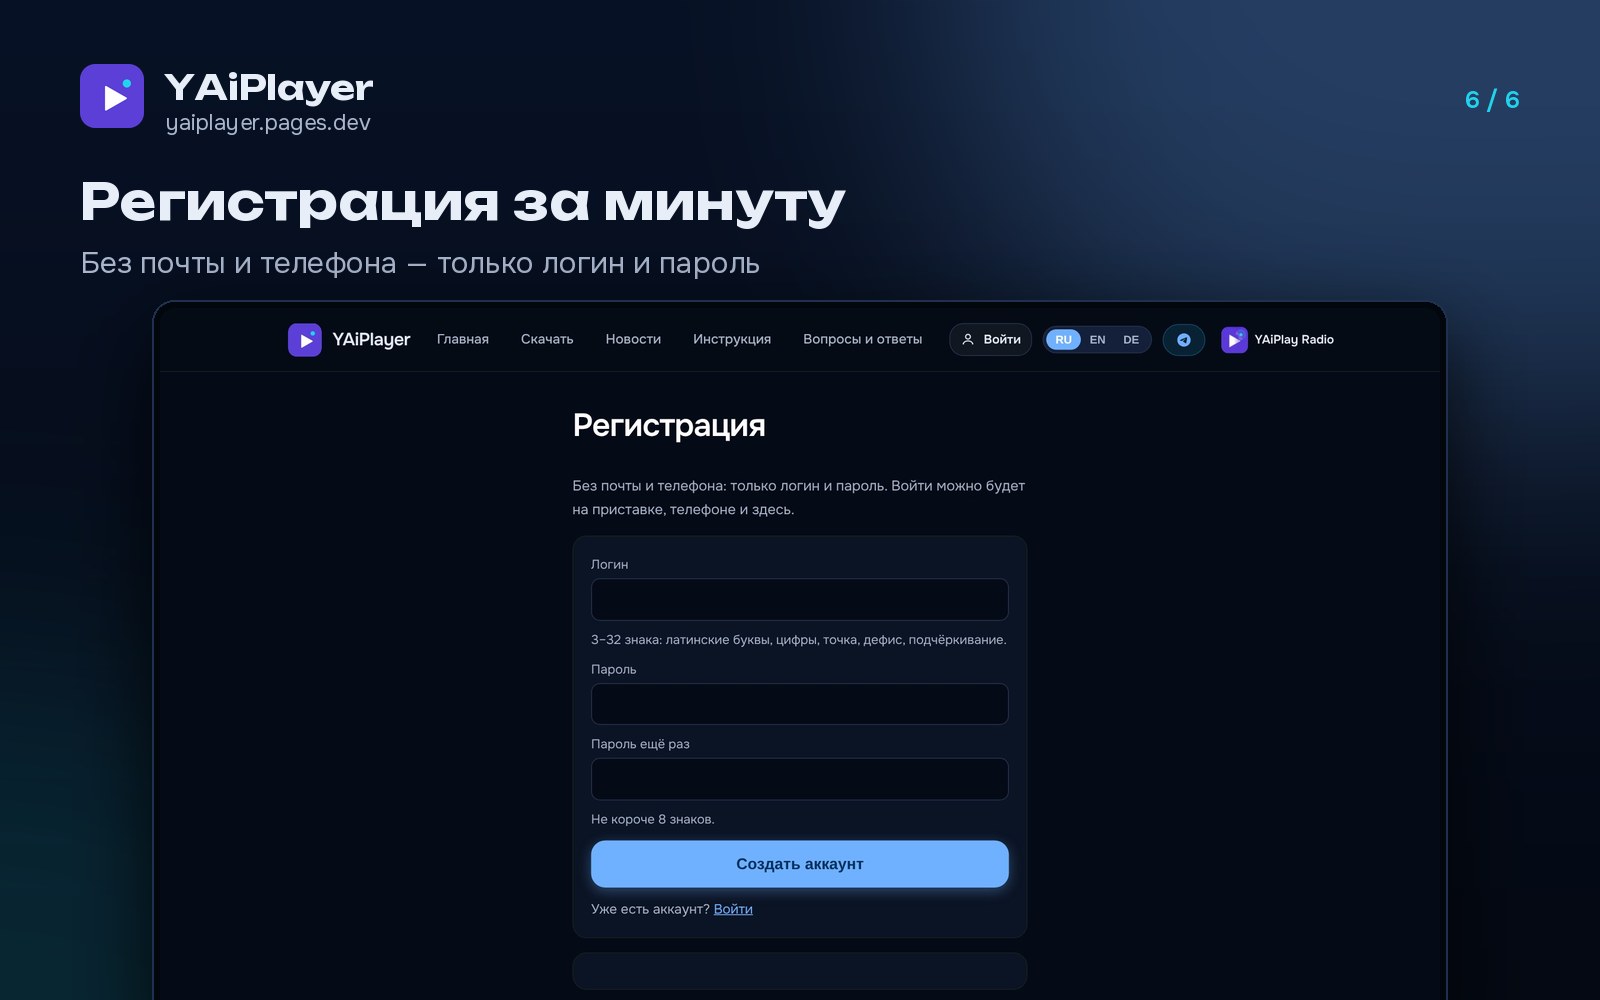 YAiPlayer
yaiplayer.pages.dev
6 / 6
Регистрация за минуту
Без почты и телефона — только логин и пароль
YAiPlayer Главная Скачать Новости Инструкция Вопросы и ответы Войти RU EN DE YAiPlay Radio
Регистрация
Без почты и телефона: только логин и пароль. Войти можно будет
на приставке, телефоне и здесь.
Логин
3–32 знака: латинские буквы, цифры, точка, дефис, подчёркивание.
Пароль
Пароль ещё раз
Не короче 8 знаков.
Создать аккаунт
Уже есть аккаунт? Войти